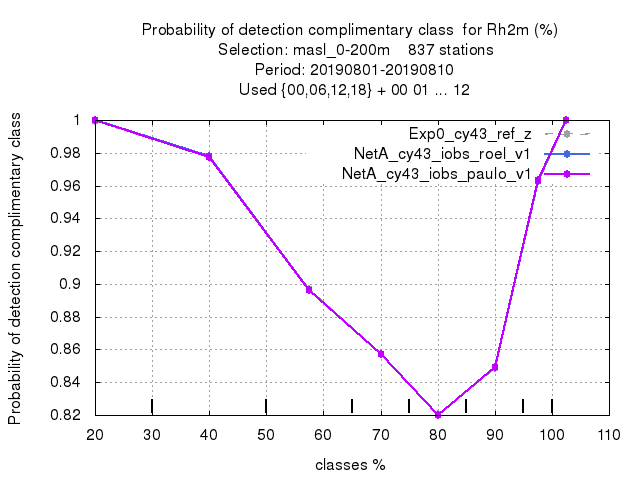 Probability of detection complimentary class  for Rh2m (%)
Selection: masl_0-200m    837 stations
Period: 20190801-20190810
Used {00,06,12,18} + 00 01 ... 12
Probability of detection complimentary class
1
0.98
0.96
0.94
0.92
0.9
0.88
0.86
0.84
0.82
Exp0_cy43_ref_z
NetA_cy43_iobs_roel_v1
NetA_cy43_iobs_paulo_v1
20 30 40 50 60 70 80 90 100 110
classes %